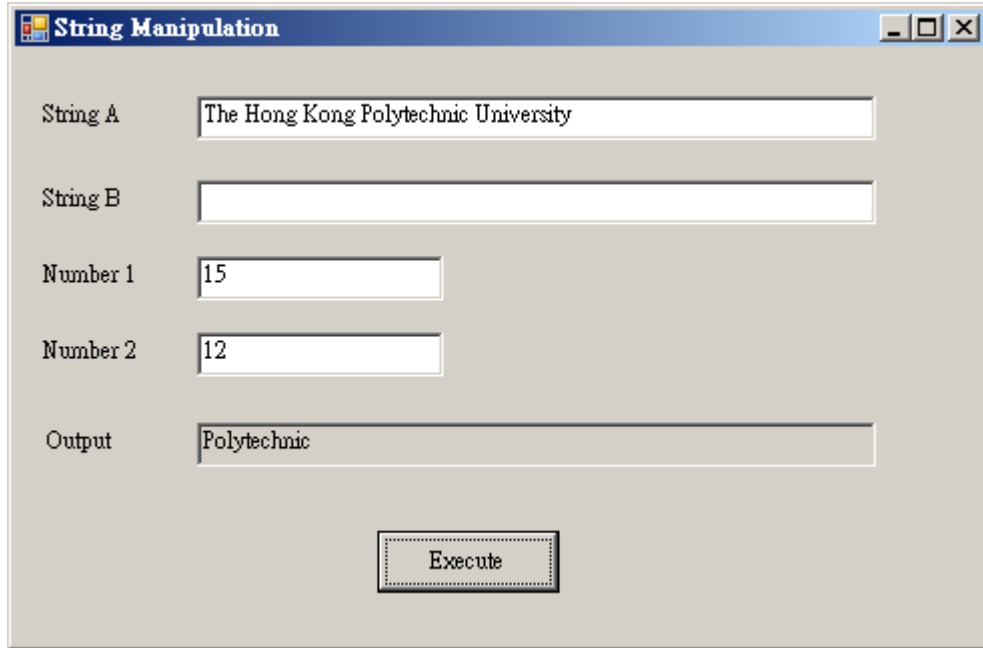 String Manipulation
String A The Hong Kong Polytechnic University
String B
Number 1 15
Number 2 12
Output Polytechnic
Execute